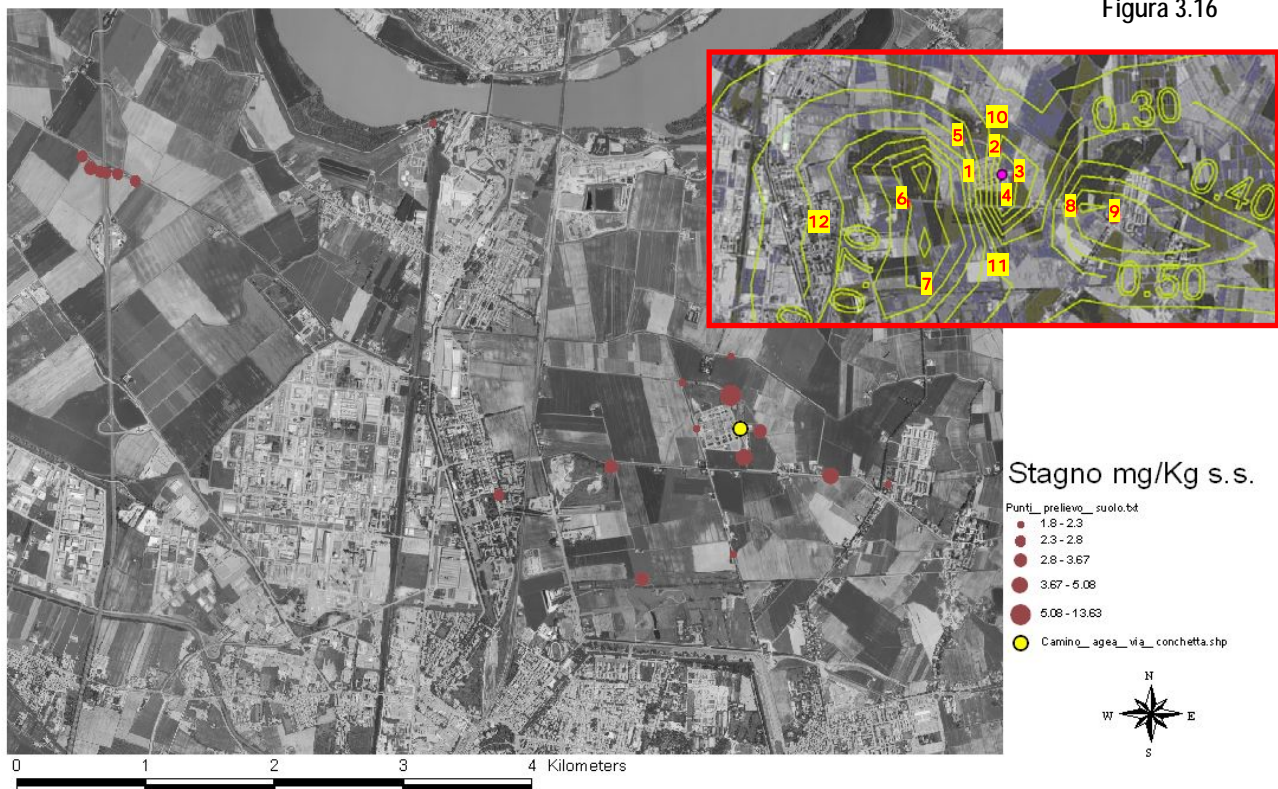 Figura 3.16
10
0.30
5
2
1
3
0.40
6
4
8
9
12
11
0.50
7
Stagno mg/Kg s.s.
Punti_ prelievo_ suolo.txt
1.8 - 2.3
2.3 - 2.8
2.8 - 3.67
3.67 - 5.08
5.08 - 13.63
Camino_ agea_ via_ conchetta.shp
N
W E
S
0 1 2 3 4 Kilometers